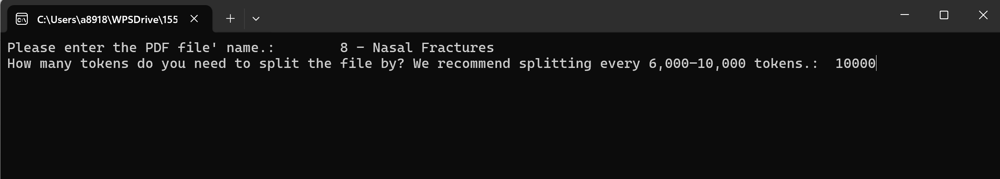 C:\Users\a8918\WPSDrive\155
Please enter the PDF file' name.: 8 - Nasal Fractures
How many tokens do you need to split the file by? We recommend splitting every 6,000-10,000 tokens.: 10000